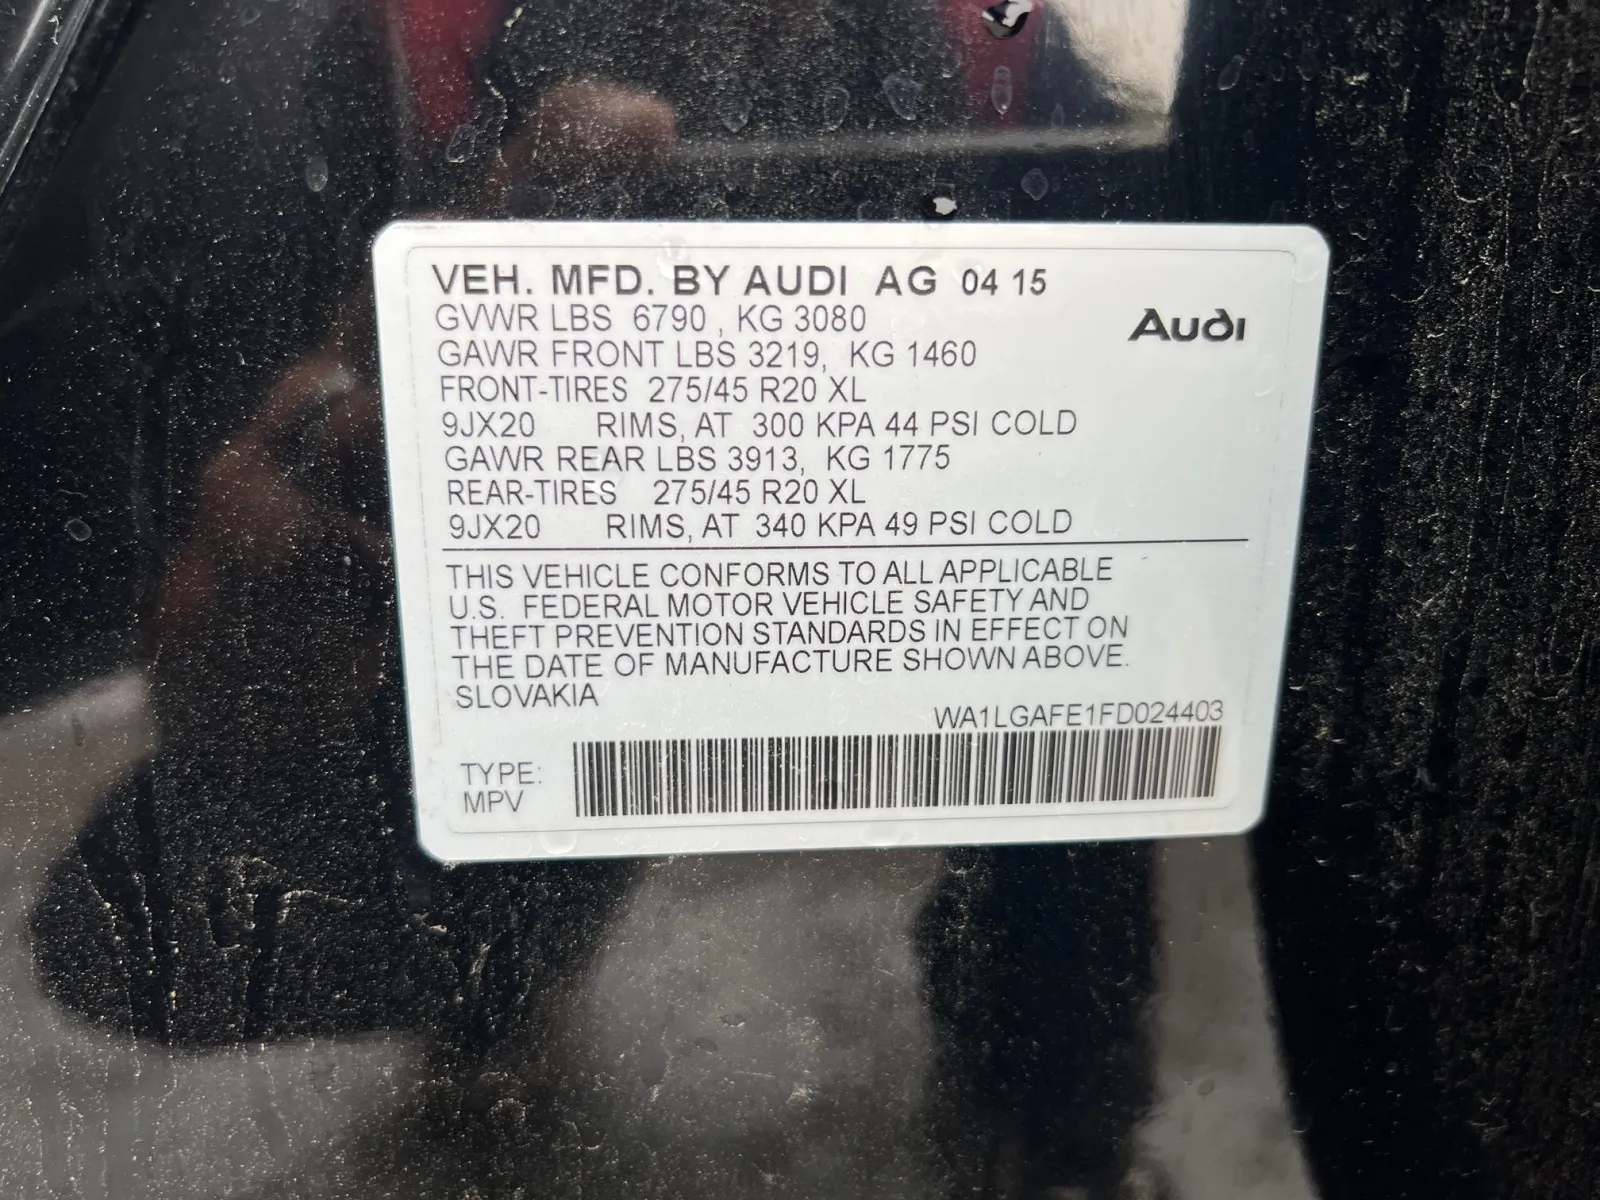 VEH. MFD. BY AUDI AG 04 15
Audi
GVWR LBS 6790 , KG 3080
GAWR FRONT LBS 3219, KG 1460
FRONT-TIRES 275/45 R20 XL
9JX20 RIMS, AT 300 KPA 44 PSI COLD
GAWR REAR LBS 3913, KG 1775
REAR-TIRES 275/45 R20 XL
9JX20 RIMS, AT 340 KPA 49 PSI COLD
THIS VEHICLE CONFORMS TO ALL APPLICABLE
U.S. FEDERAL MOTOR VEHICLE SAFETY AND
THEFT PREVENTION STANDARDS IN EFFECT ON
THE DATE OF MANUFACTURE SHOWN ABOVE.
SLOVAKIA
WA1LGAFE1FD024403
TYPE:
MPV